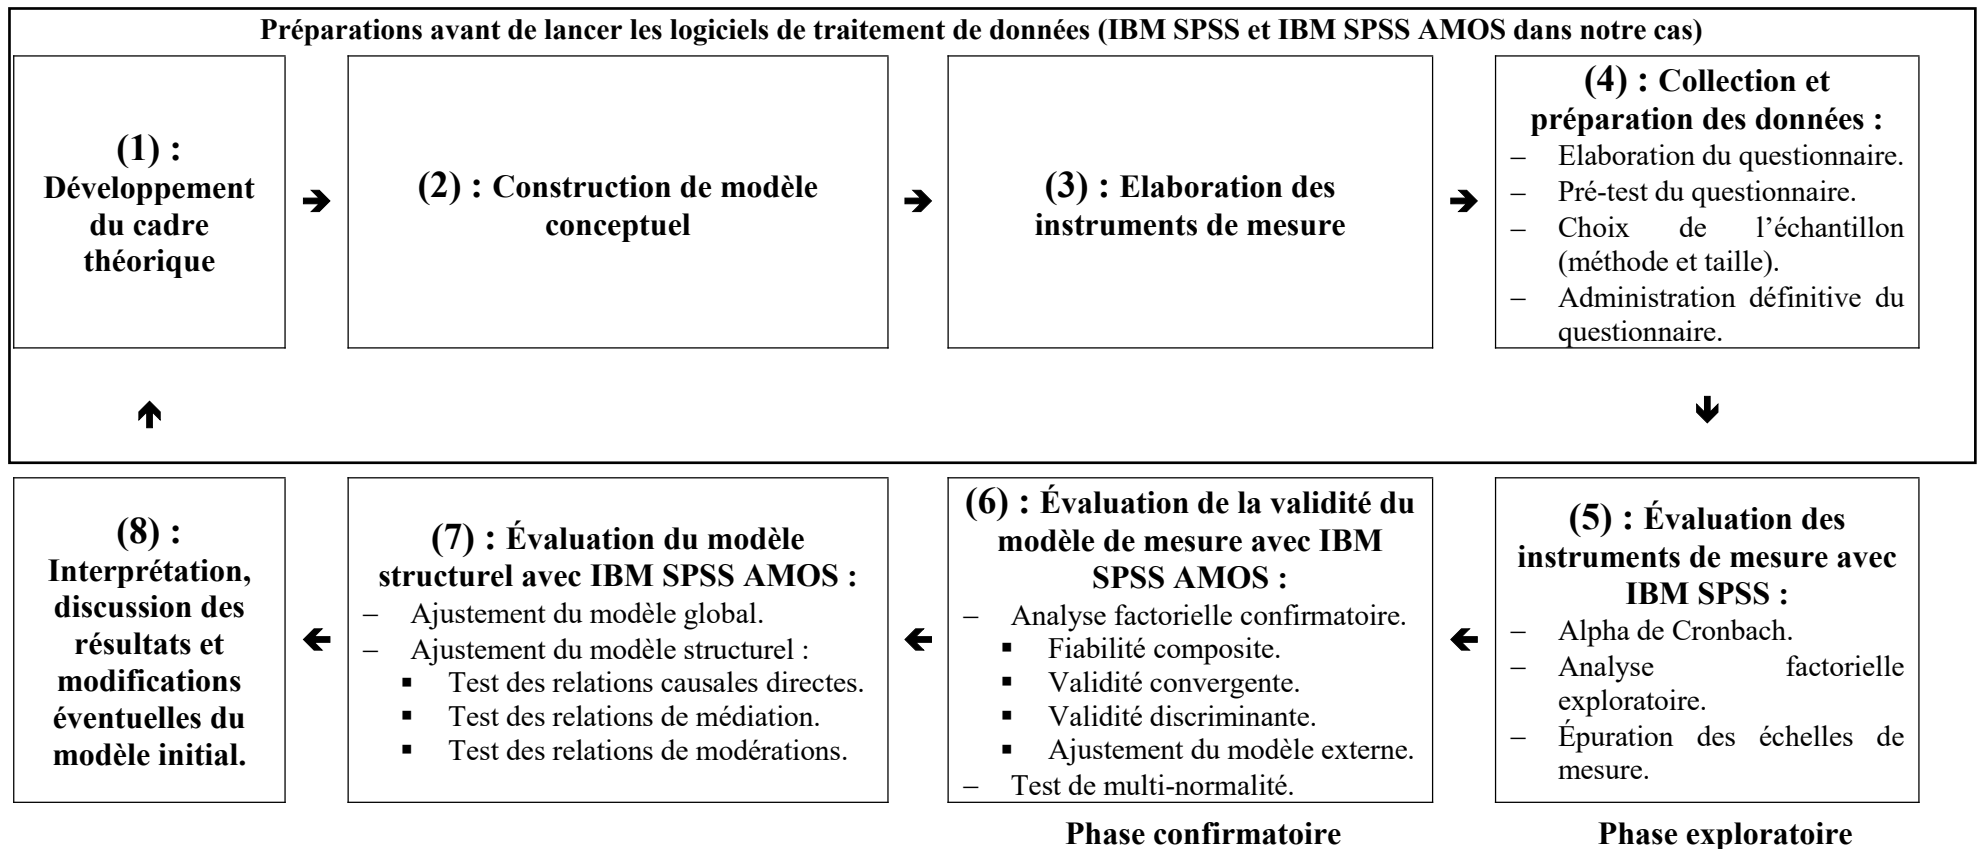 Préparations avant de lancer les logiciels de traitement de données (IBM SPSS et IBM SPSS AMOS dans notre cas)
(1) :
Développement
du cadre
théorique
(2) : Construction de modèle
conceptuel
(3) : Elaboration des
instruments de mesure
(4) : Collection et
préparation des données :
– Elaboration du questionnaire.
– Pré-test du questionnaire.
– Choix de l’échantillon
(méthode et taille).
– Administration définitive du
questionnaire.
(8) :
Interprétation,
discussion des
résultats et
modifications
éventuelles du
modèle initial.
(7) : Évaluation du modèle
structurel avec IBM SPSS AMOS :
– Ajustement du modèle global.
– Ajustement du modèle structurel :
▪ Test des relations causales directes.
▪ Test des relations de médiation.
▪ Test des relations de modérations.
(6) : Évaluation de la validité du
modèle de mesure avec IBM
SPSS AMOS :
– Analyse factorielle confirmatoire.
▪ Fiabilité composite.
▪ Validité convergente.
▪ Validité discriminante.
▪ Ajustement du modèle externe.
– Test de multi-normalité.
(5) : Évaluation des
instruments de mesure avec
IBM SPSS :
– Alpha de Cronbach.
– Analyse factorielle
exploratoire.
– Épuration des échelles de
mesure.
Phase confirmatoire
Phase exploratoire